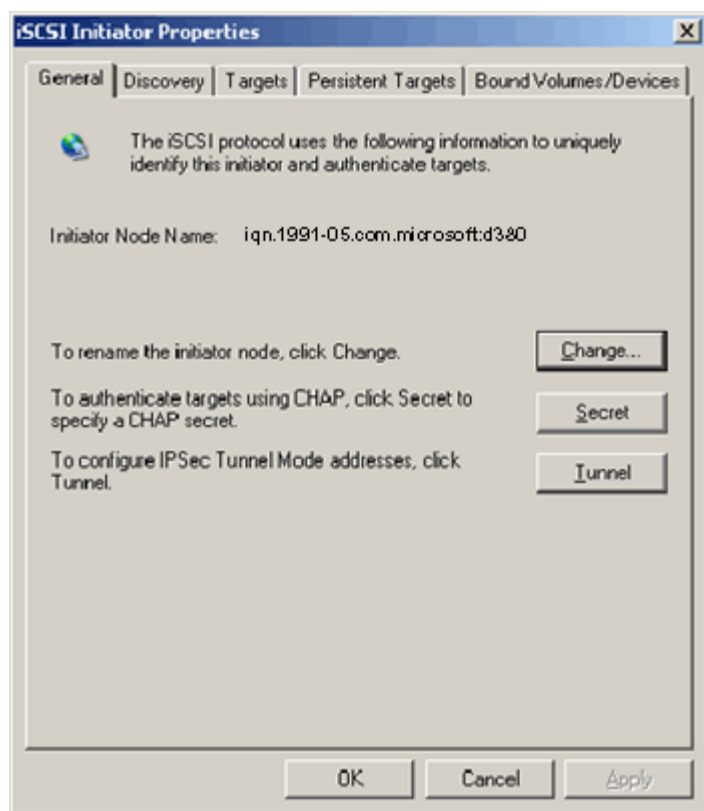 iSCSI Initiator Properties
General Discovery Targets Persistent Targets Bound Volumes/Devices
The iSCSI protocol uses the following information to uniquely
identify this initiator and authenticate targets.
Initiator Node Name: iqn.1991-05.com.microsoft:d380
To rename the initiator node, click Change.
Change...
To authenticate targets using CHAP, click Secret to
specify a CHAP secret.
Secret
To configure IPSec Tunnel Mode addresses, click
Tunnel.
Tunnel
OK Cancel Apply